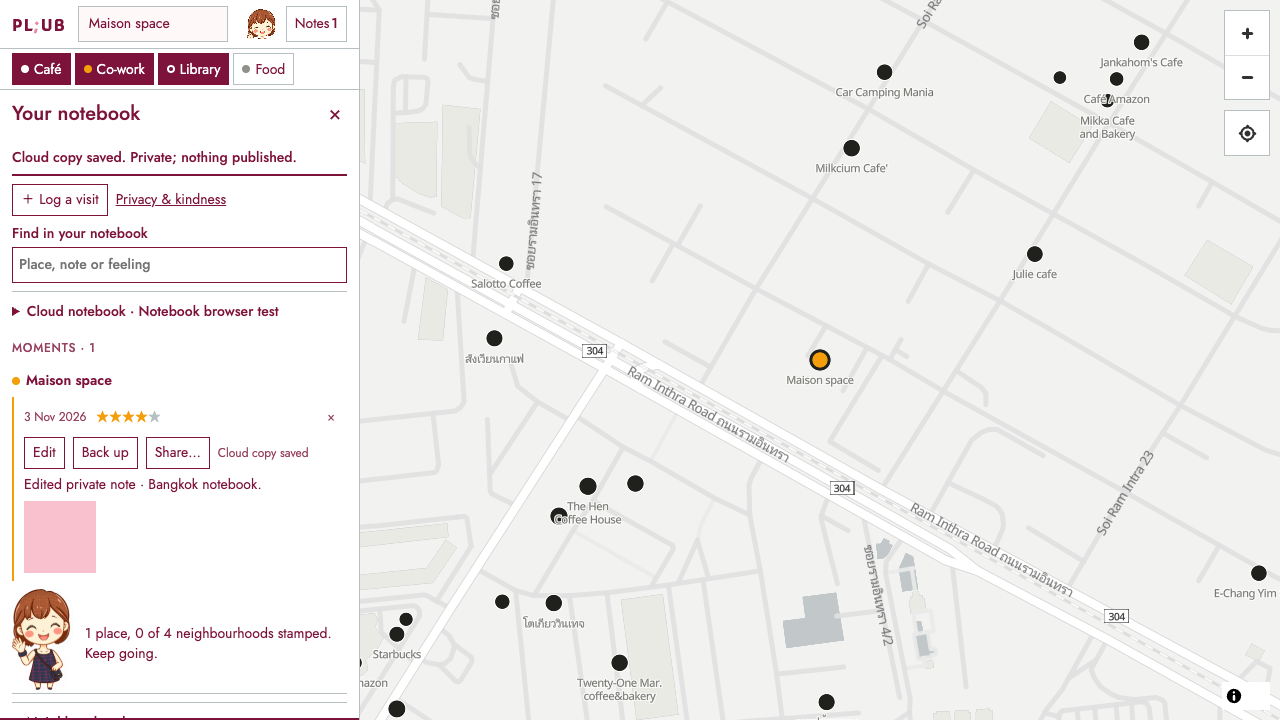 PL;UB
Maison space
Notes 1
Café
Co-work
Library
Food
Your notebook
×
Cloud copy saved. Private; nothing published.
+ Log a visit
Privacy & kindness
Find in your notebook
Place, note or feeling
Cloud notebook · Notebook browser test
MOMENTS · 1
Maison space
3 Nov 2026
×
Edit
Back up
Share…
Cloud copy saved
Edited private note · Bangkok notebook.
1 place, 0 of 4 neighbourhoods stamped.
Keep going.
Jankahom's Cafe
Car Camping Mania
Café Amazon
Mikka Cafe
and Bakery
Milkcium Cafe'
ซอยรามอินทรา 17
Julie cafe
Salotto Coffee
304
สังเวียนกาแฟ
Maison space
Ram Inthra Road ถนนรามอินทรา
304
Soi Ram Intra 23
The Hen
Coffee House
Ram Inthra Road ถนนรามอินทรา
ซอยรามอินทรา 4/2
E-Chang Yim
304
โตเกียววินเทจ
Starbucks
Twenty-One Mar.
coffee&bakery